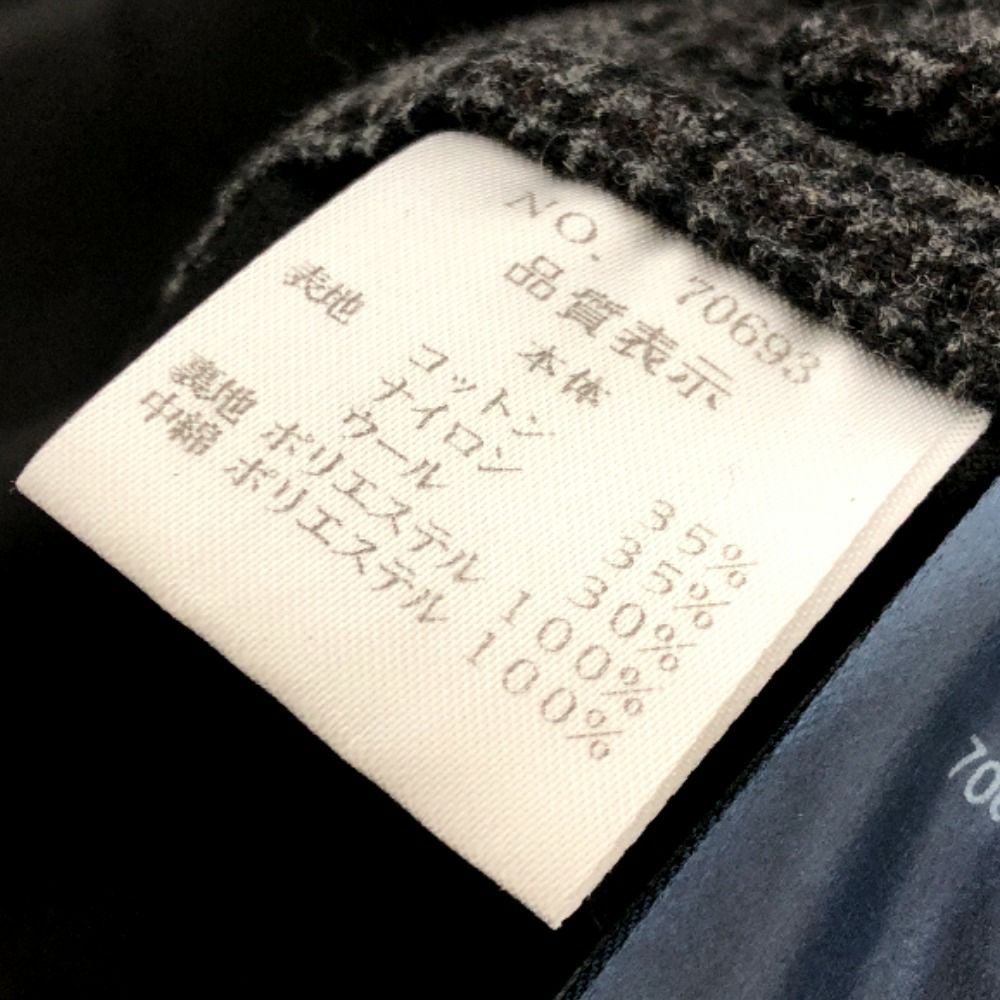 NO. 70693
品質表示
本体
表地 コットン 35%
ナイロン 35%
ウール 30%
裏地 ポリエステル 100%
中綿 ポリエステル 100%